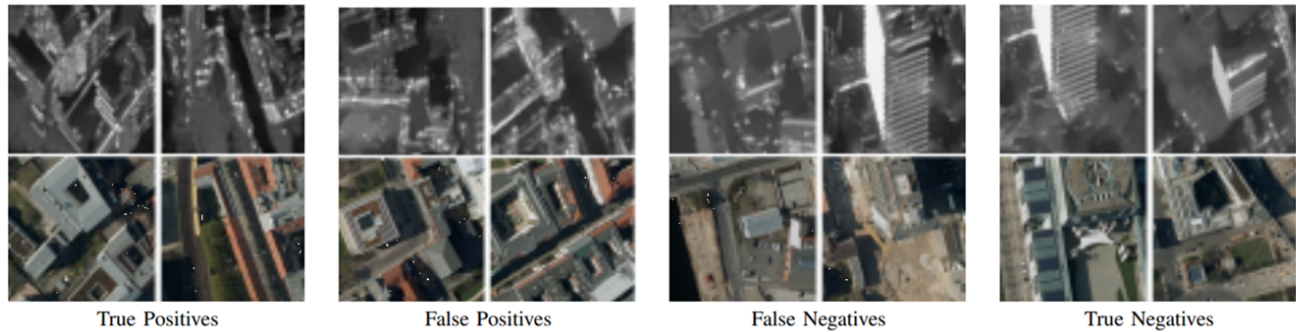 True Positives
False Positives
False Negatives
True Negatives